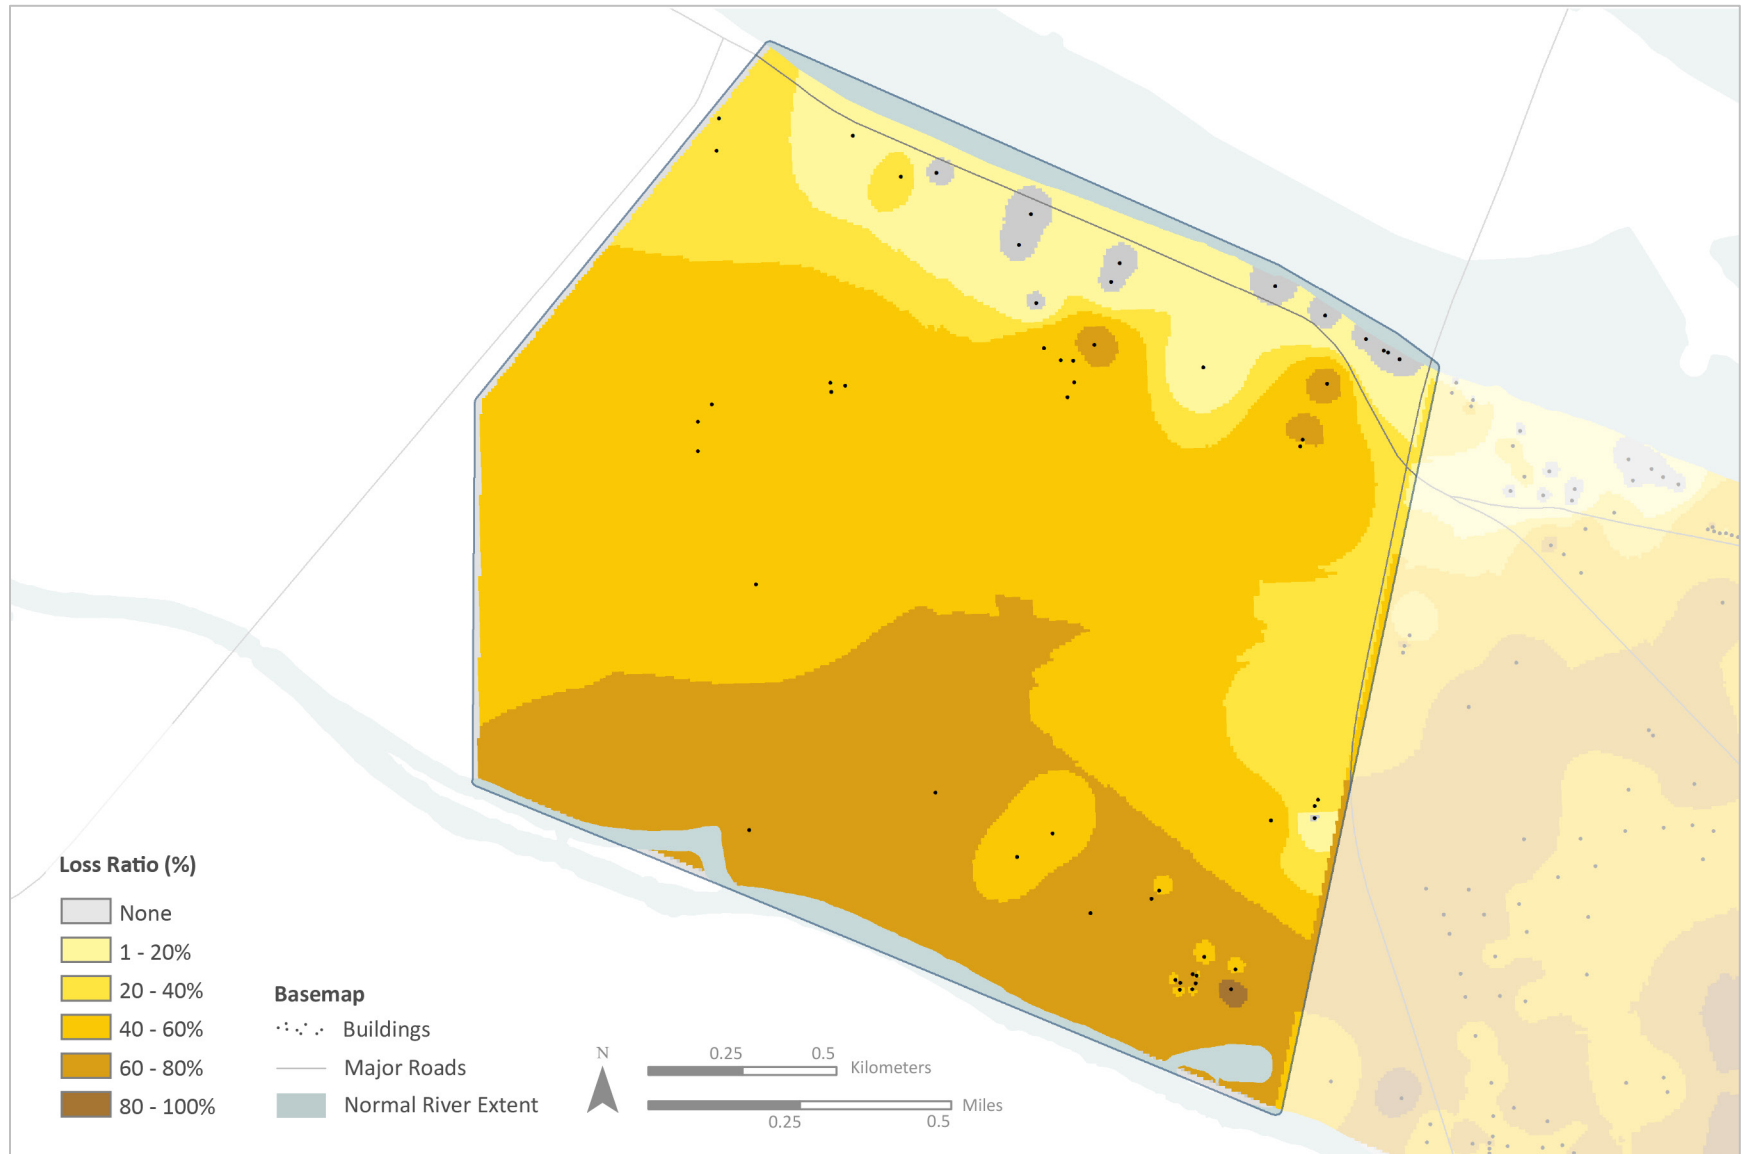 Loss Ratio (%)
None
1 - 20%
20 - 40%
40 - 60%
60 - 80%
80 - 100%
Basemap
Buildings
Major Roads
Normal River Extent
N
0.25 0.5
Kilometers
Miles
0.25 0.5